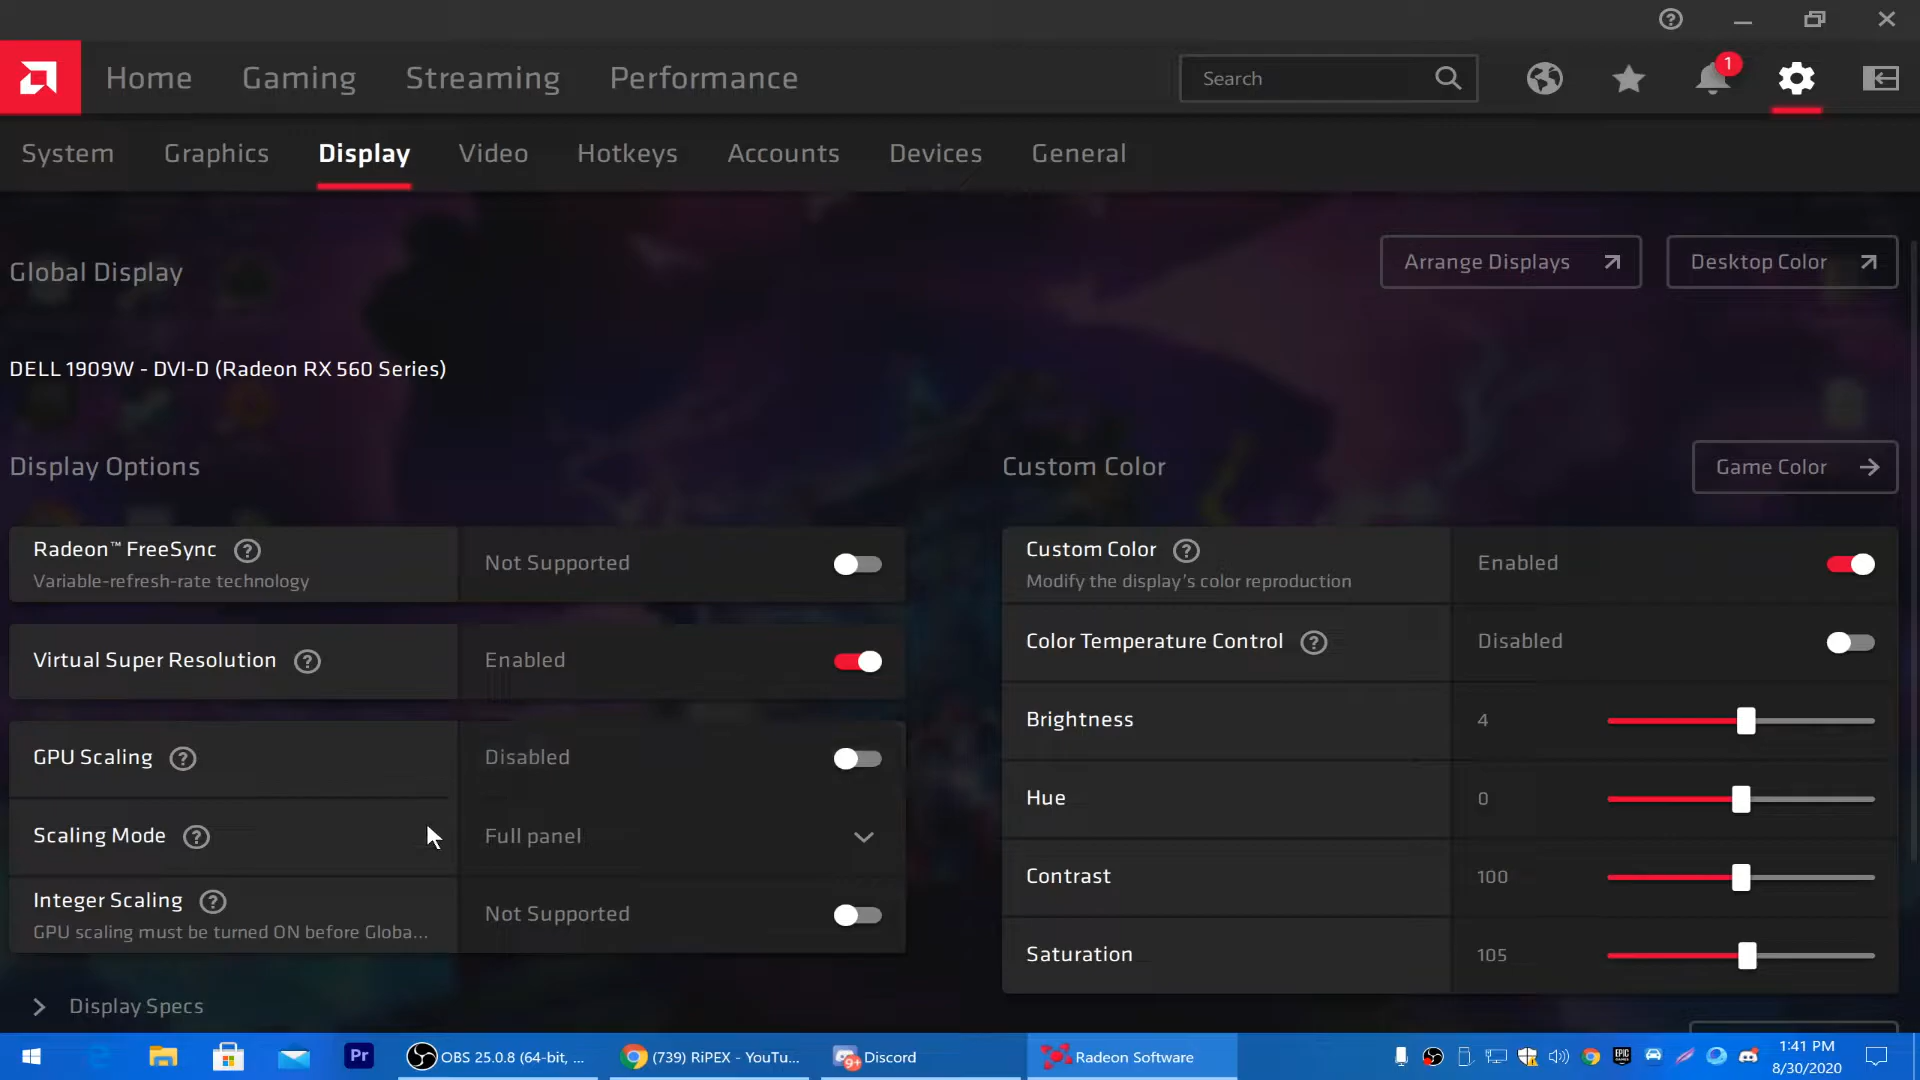 Home Gaming Streaming Performance Search 1
System Graphics Display Video Hotkeys Accounts Devices General
Global Display
Arrange Displays
Desktop Color
DELL 1909W - DVI-D (Radeon RX 560 Series)
Display Options
Radeon™ FreeSync
Variable-refresh-rate technology
Not Supported
Virtual Super Resolution
Enabled
GPU Scaling
Disabled
Scaling Mode
Full panel
Integer Scaling
GPU scaling must be turned ON before Globa...
Not Supported
Display Specs
Custom Color
Game Color
Custom Color
Modify the display's color reproduction
Enabled
Color Temperature Control
Disabled
Brightness
4
Hue
0
Contrast
100
Saturation
105
Pr
OBS 25.0.8 (64-bit, ...
(739) RiPEX - YouTu...
9+
Discord
Radeon Software
EPIC
1:41 PM
8/30/2020